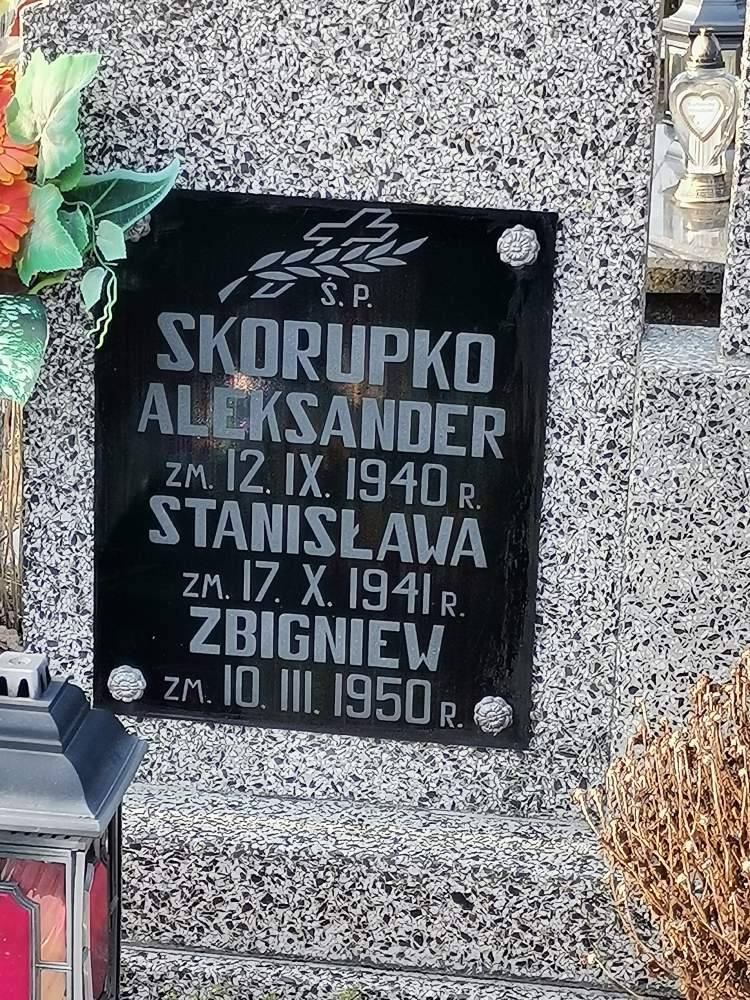 Ś. P.
SKORUPKO
ALEKSANDER
ZM. 12. IX. 1940 R.
STANISŁAWA
ZM. 17. X. 1941 R.
ZBIGNIEW
ZM. 10. III. 1950 R.